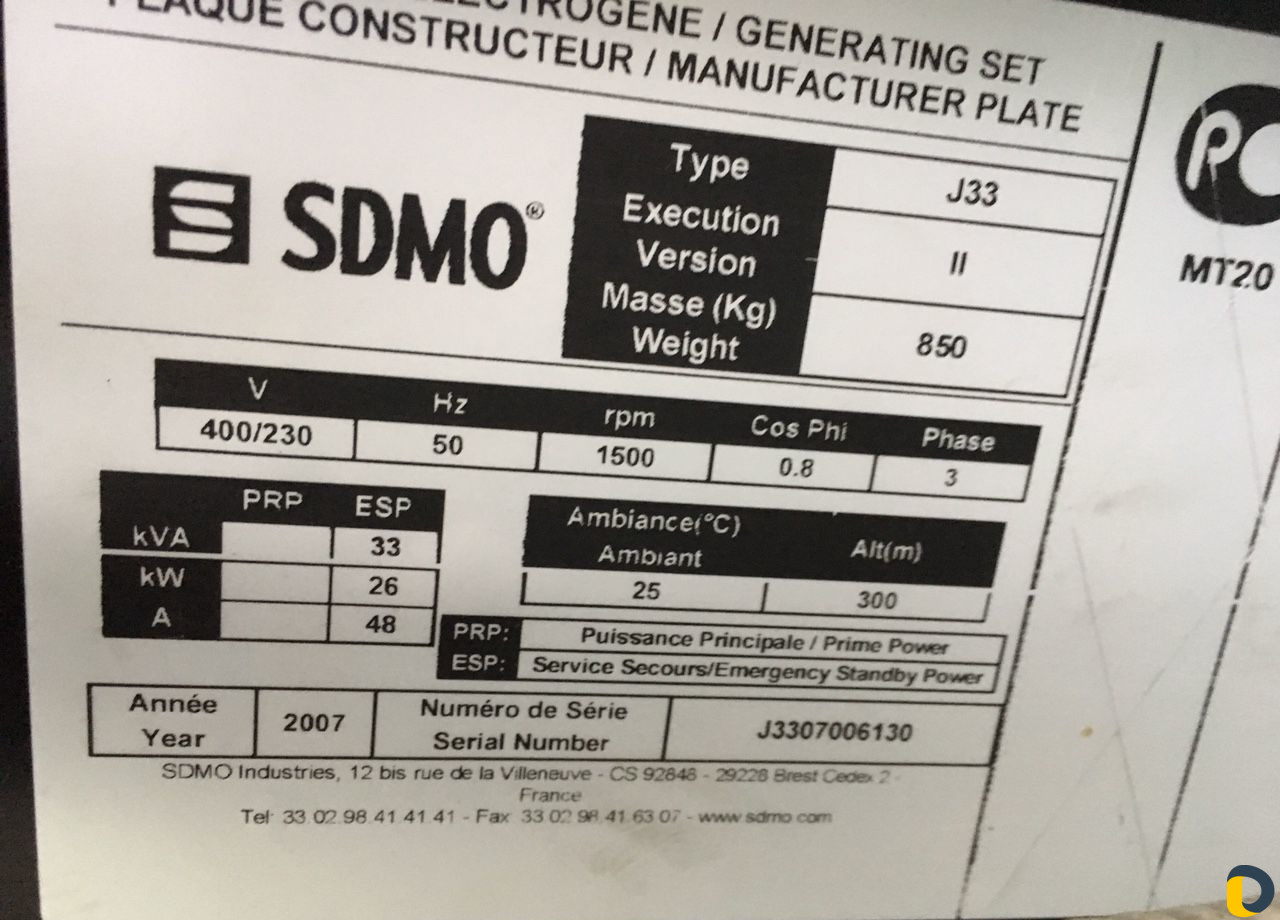 ÉLECTROGÈNE / GENERATING SET
PLAQUE CONSTRUCTEUR / MANUFACTURER PLATE
SDMO®
Type J33
Execution
Version II
Masse (Kg)
Weight 850
MT20
V Hz rpm Cos Phi Phase
400/230 50 1500 0.8 3
PRP ESP
kVA 33
kW 26
A 48
Ambiance(°C)
Ambiant Alt(m)
25 300
PRP: Puissance Principale / Prime Power
ESP: Service Secours/Emergency Standby Power
Année
Year 2007
Numéro de Série
Serial Number J3307006130
SDMO Industries, 12 bis rue de la Villeneuve - CS 92848 - 29228 Brest Cedex 2 -
France
Tel: 33.02.98.41.41.41 - Fax: 33.02.98.41.63.07 - www.sdmo.com